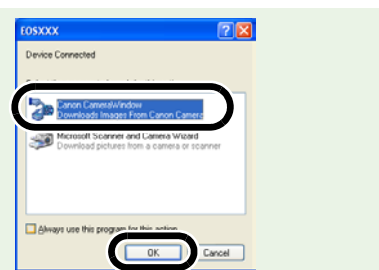 EOSXXX
Device Connected
Canon CameraWindow
Downloads Images From Canon Camera
Microsoft Scanner and Camera Wizard
Download pictures from a camera or scanner
Always use this program for this action
OK
Cancel